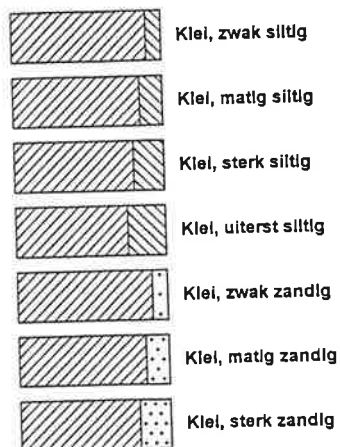 Klei, zwak siltig
Klei, matig siltig
Klei, sterk siltig
Klei, uiterst siltig
Klei, zwak zandig
Klei, matig zandig
Klei, sterk zandig